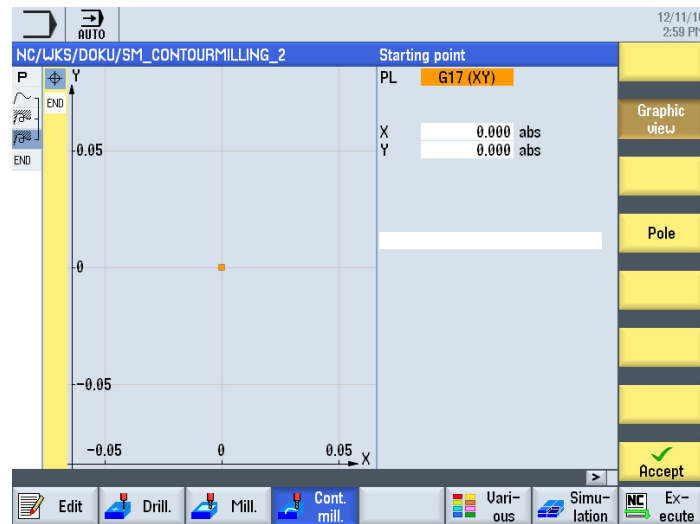 AUTO
12/11/1
2:59 PM
NC/WKS/DOKU/SM_CONTOURMILLING_2
Starting point
P
END
END
Y
0.05
0
-0.05
-0.05
0
0.05
X
PL G17 (XY)
X 0.000 abs
Y 0.000 abs
Graphic
view
Pole
Accept
>
Edit
Drill.
Mill.
Cont.
mill.
Vari-
ous
Simu-
lation
NC
Ex-
ecute